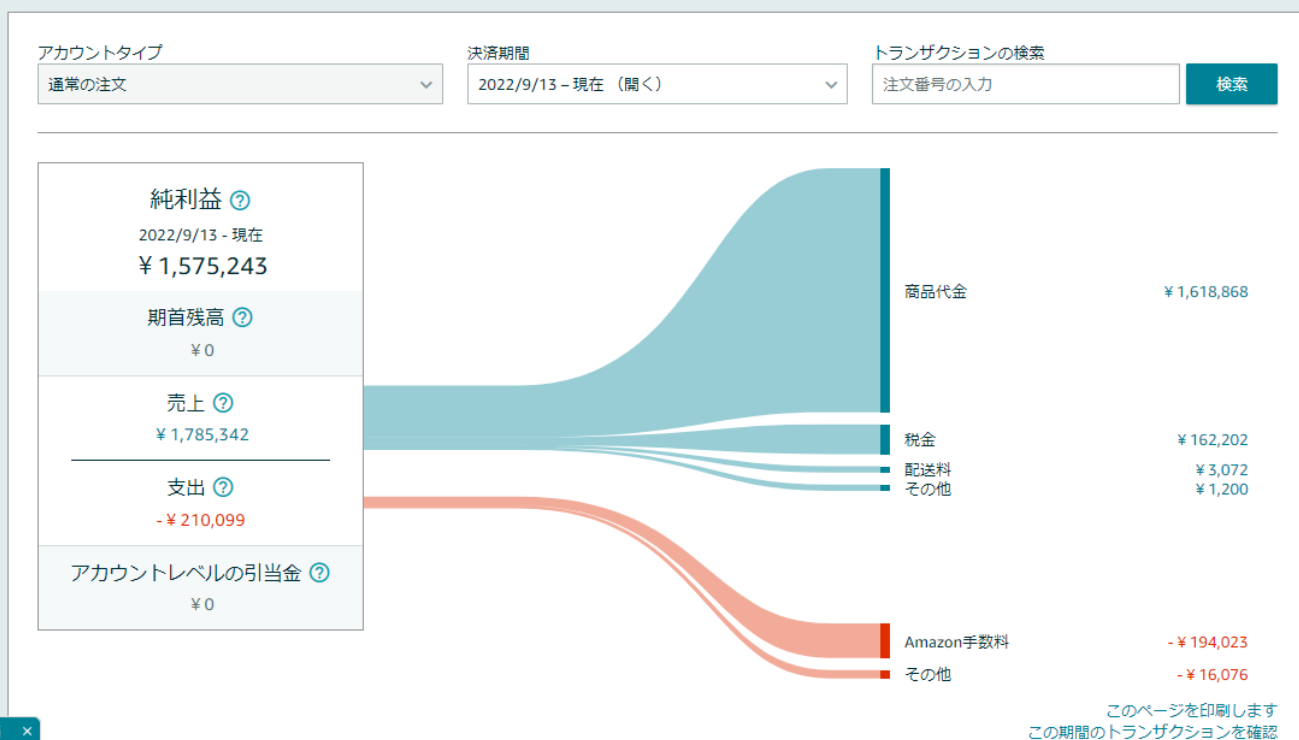 アカウントタイプ
決済期間
トランザクションの検索
通常の注文
2022/9/13 – 現在 （開く）
注文番号の入力
検索
純利益 ?
2022/9/13 - 現在
¥ 1,575,243
期首残高 ?
¥ 0
売上 ?
¥ 1,785,342
支出 ?
- ¥ 210,099
アカウントレベルの引当金 ?
¥ 0
商品代金 ¥ 1,618,868
税金 ¥ 162,202
配送料 ¥ 3,072
その他 ¥ 1,200
Amazon手数料 - ¥ 194,023
その他 - ¥ 16,076
このページを印刷します
この期間のトランザクションを確認
×